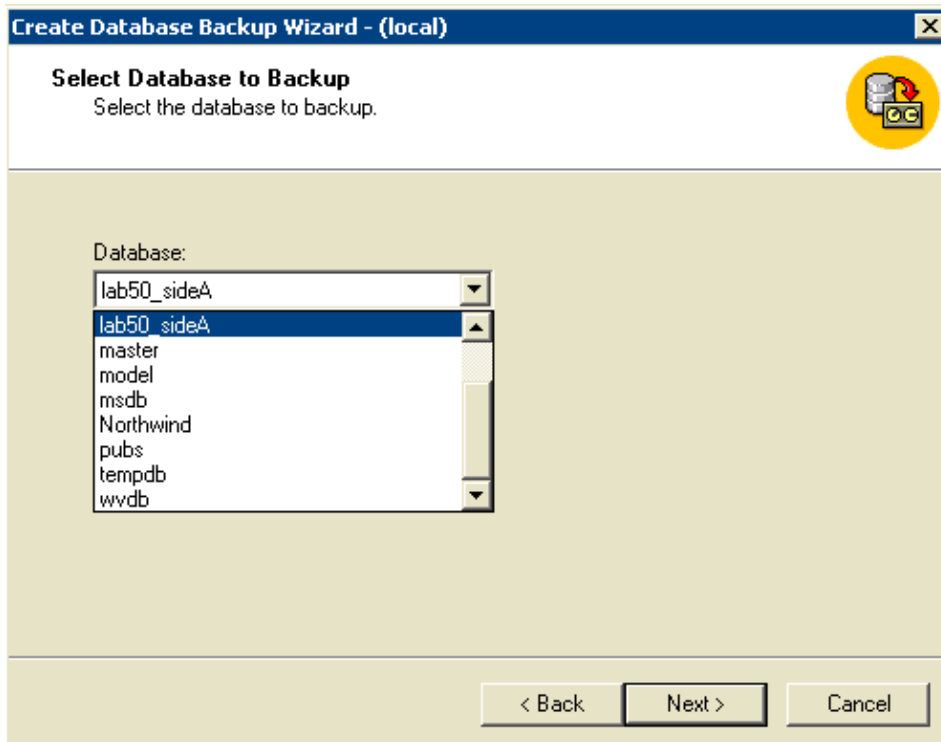 Create Database Backup Wizard - (local)
Select Database to Backup
Select the database to backup.
Database:
lab50_sideA
lab50_sideA
master
model
msdb
Northwind
pubs
tempdb
wvdb
< Back
Next >
Cancel